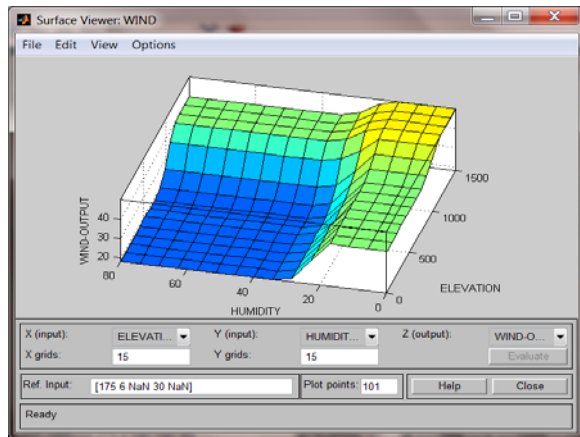 Surface Viewer: WIND
File Edit View Options
WIND-OUTPUT
40
30
20
80
60
40
20
0
HUMIDITY
0
500
1000
1500
ELEVATION
X (input): ELEVATI... Y (input): HUMIDIT... Z (output): WIND-O...
X grids: 15 Y grids: 15 Evaluate
Ref. Input: [175 6 NaN 30 NaN] Plot points: 101 Help Close
Ready